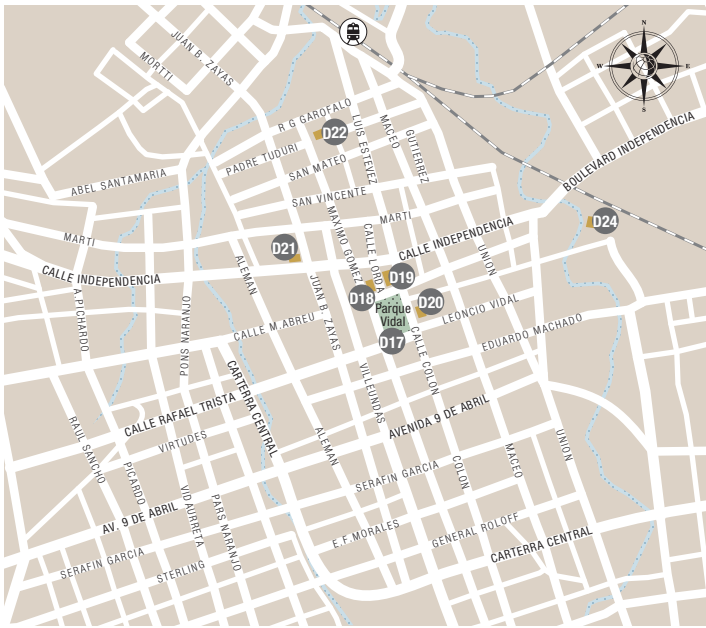 N
W
E
S
JUAN B. ZAYAS
MORTTI
R G GAROFALO
D22
LUIS ESTEVEZ
MACEO
GUTIERREZ
BOULEVARD INDEPENDENCIA
PADRE TUDURI
SAN MATEO
ABEL SANTAMARIA
SAN VINCENTE
MARTI
D24
MARTI
MAXIMO GOMEZ
CALLE LORDA
CALLE INDEPENDENCIA
D21
UNION
ALEMAN
CALLE INDEPENDENCIA
D19
A.PICHARDO
PONS NARANJO
JUAN B. ZAYAS
D18
D20
Parque
Vidal
LEONCIO VIDAL
CALLE M.ABREU
D17
EDUARDO MACHADO
CALLE COLON
CARTERRA CENTRAL
VILLEUNDAS
CALLE RAFAEL TRISTA
AVENIDA 9 DE ABRIL
VIRTUDES
RAUL SANCHO
ALEMAN
UNION
MACEO
COLON
PICARDO
SERAFIN GARCIA
VIDAURRETA
PARS NARANJO
AV. 9 DE ABRIL
E.F.MORALES
GENERAL ROLOFF
CARTERRA CENTRAL
SERAFIN GARCIA
STERLING